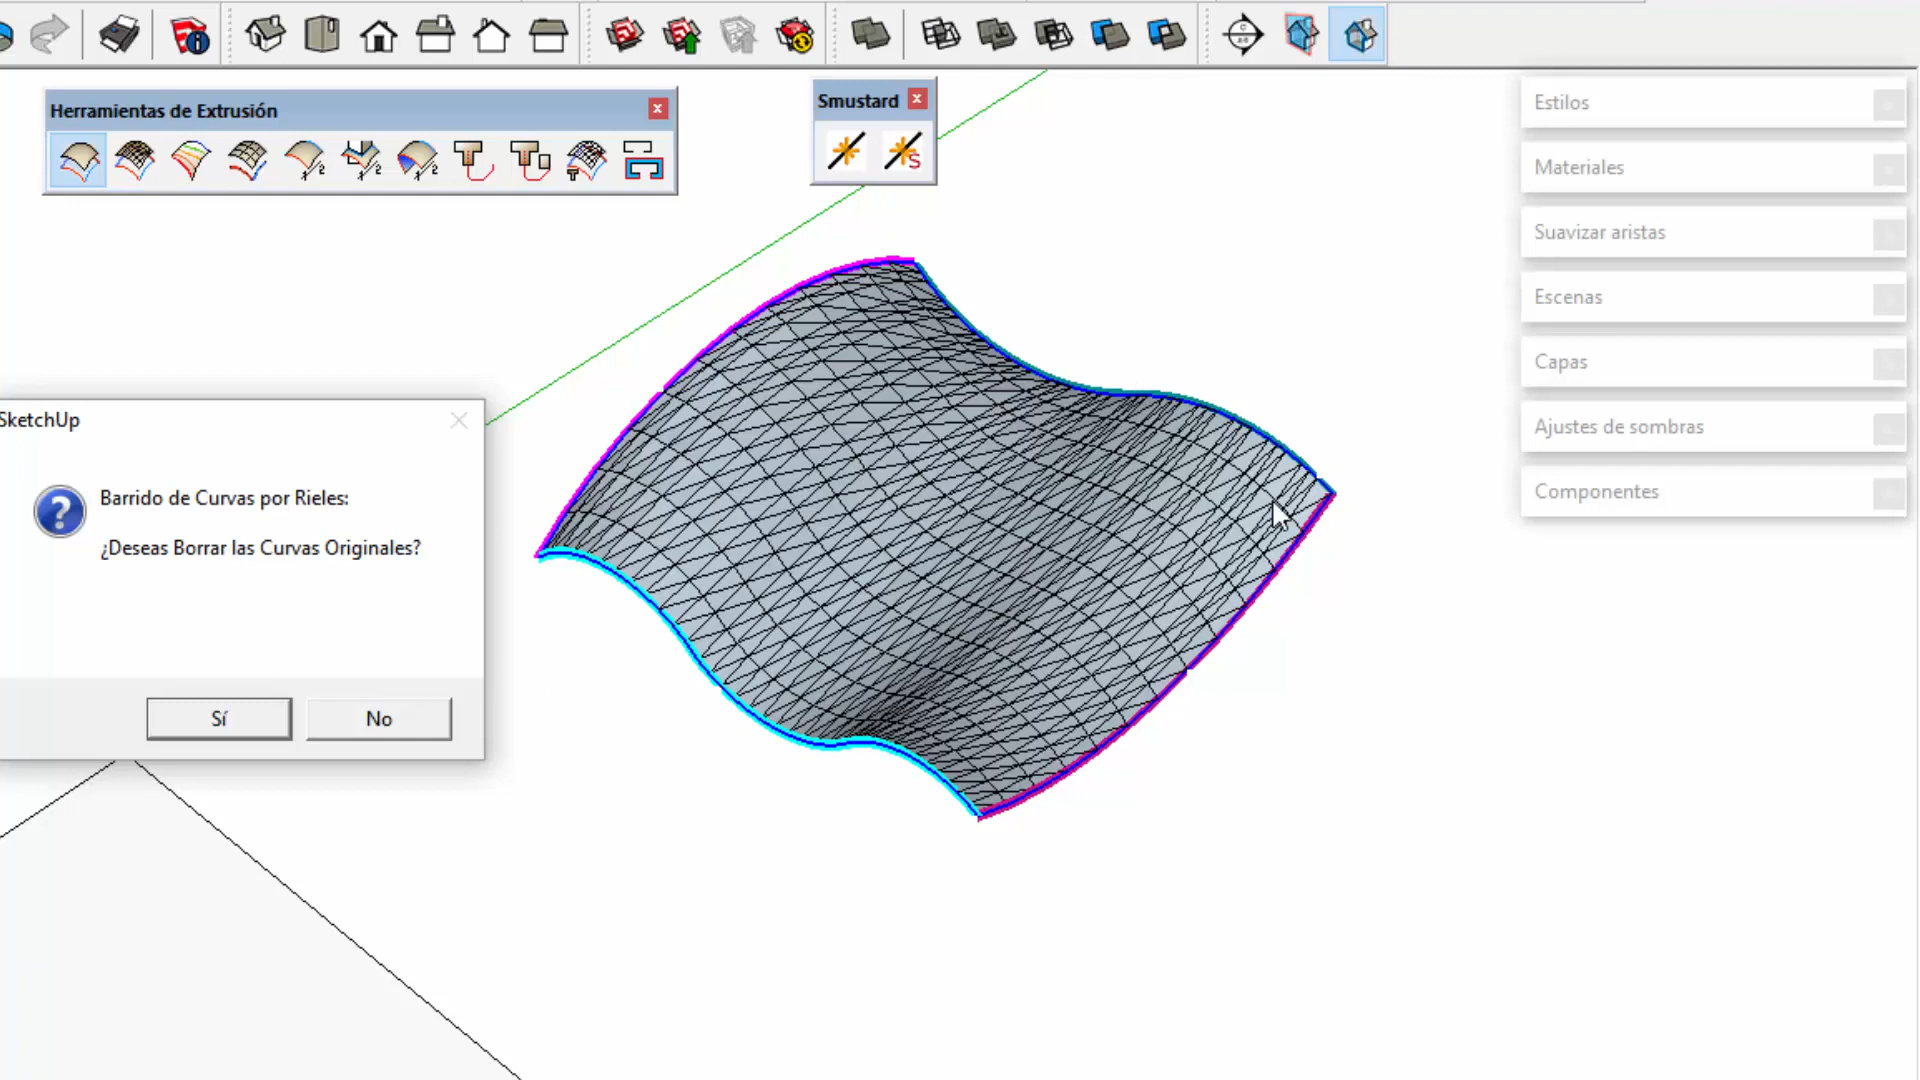 Herramientas de Extrusión
Smustard
S
Estilos
Materiales
Suavizar aristas
Escenas
Capas
Ajustes de sombras
Componentes
SketchUp
Barrido de Curvas por Rieles:
¿Deseas Borrar las Curvas Originales?
Sí
No